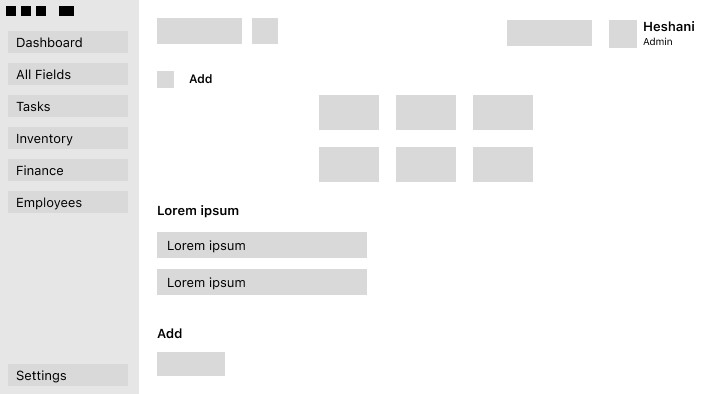 Dashboard
All Fields
Tasks
Inventory
Finance
Employees
Settings
Heshani
Admin
Add
Lorem ipsum
Lorem ipsum
Lorem ipsum
Add